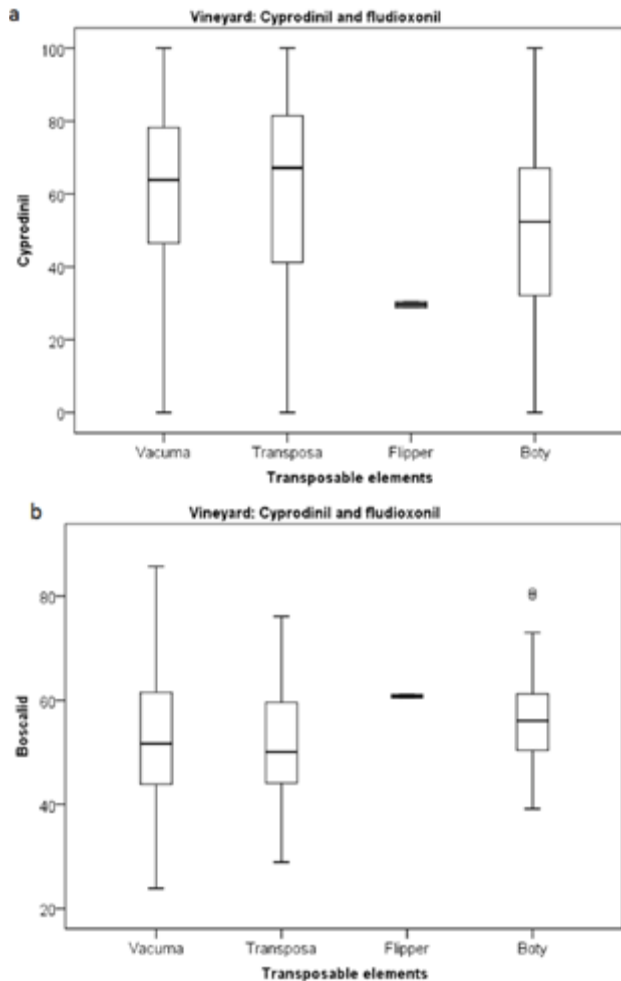 a
Vineyard: Cyprodinil and fludioxonil
100
80
60
40
20
0
Cyprodinil
Vacuma Transposa Flipper Boty
Transposable elements
b
Vineyard: Cyprodinil and fludioxonil
80
60
40
20
Boscalid
Vacuma Transposa Flipper Boty
Transposable elements